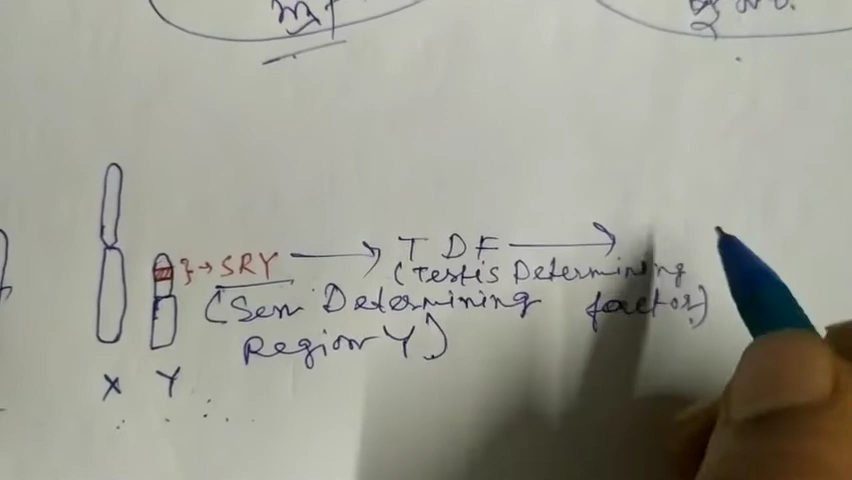 SRY → TDF →
(Testis Determining
(Sex Determining factor)
Region Y)
X Y